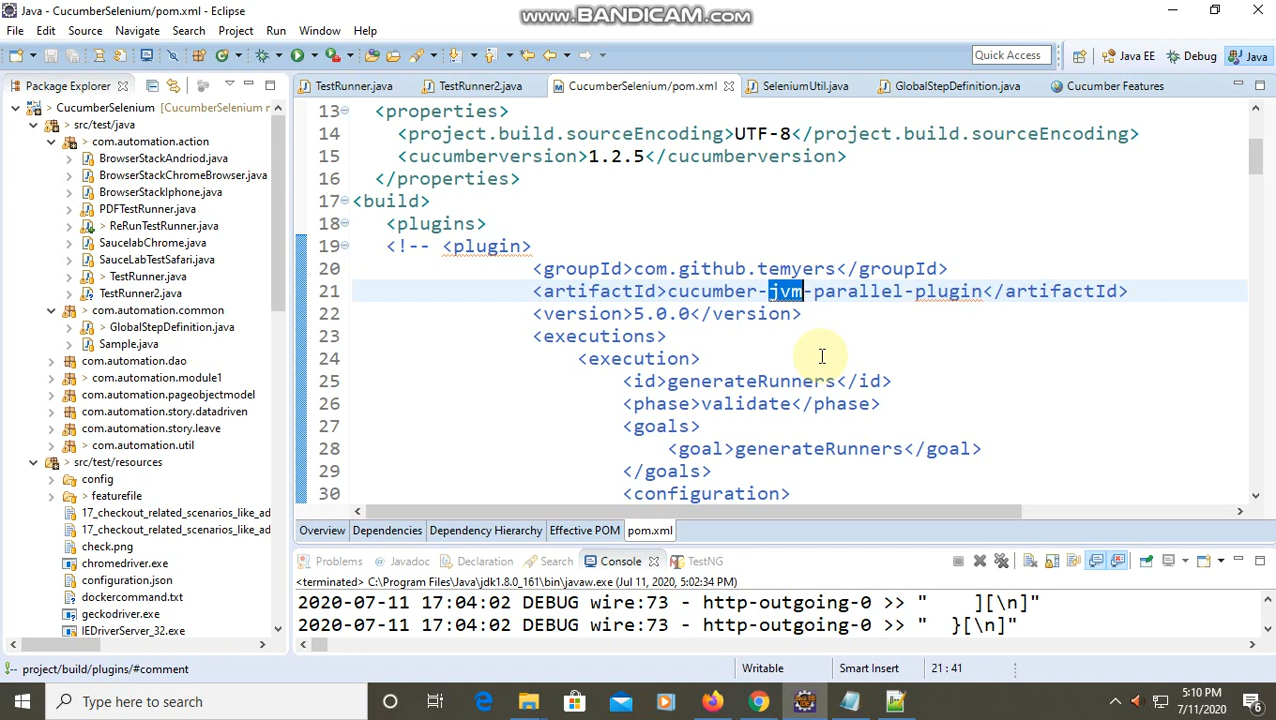 Java - CucumberSelenium/pom.xml - Eclipse
www.BANDICAM.com
File Edit Source Navigate Search Project Run Window Help
Quick Access
Java EE
Debug
Java
Package Explorer
TestRunner.java
TestRunner2.java
CucumberSelenium/pom.xml
SeleniumUtil.java
GlobalStepDefinition.java
Cucumber Features
> CucumberSelenium [CucumberSelenium r
> src/test/java
> com.automation.action
BrowserStackAndriod.java
BrowserStackChromeBrowser.java
BrowserStackIphone.java
PDFTestRunner.java
> ReRunTestRunner.java
SaucelabChrome.java
SauceLabTestSafari.java
> TestRunner.java
TestRunner2.java
> com.automation.common
> GlobalStepDefinition.java
> Sample.java
com.automation.dao
> com.automation.module1
com.automation.pageobjectmodel
com.automation.story.datadriven
com.automation.story.leave
> com.automation.util
> src/test/resources
config
> featurefile
17_checkout_related_scenarios_like_ad
17_checkout_related_scenarios_like_ad
check.png
chromedriver.exe
configuration.json
dockercommand.txt
geckodriver.exe
IEDriverServer_32.exe
13 <properties>
14 <project.build.sourceEncoding>UTF-8</project.build.sourceEncoding>
15 <cucumberversion>1.2.5</cucumberversion>
16 </properties>
17 <build>
18 <plugins>
19 <!-- <plugin>
20 <groupId>com.github.temyers</groupId>
21 <artifactId>cucumber-jvm-parallel-plugin</artifactId>
22 <version>5.0.0</version>
23 <executions>
24 <execution>
25 <id>generateRunners</id>
26 <phase>validate</phase>
27 <goals>
28 <goal>generateRunners</goal>
29 </goals>
30 <configuration>
Overview Dependencies Dependency Hierarchy Effective POM pom.xml
Problems Javadoc Declaration Search Console TestNG
<terminated> C:\Program Files\Java\jdk1.8.0_161\bin\javaw.exe (Jul 11, 2020, 5:02:34 PM)
2020-07-11 17:04:02 DEBUG wire:73 - http-outgoing-0 >> " ][\n]"
2020-07-11 17:04:02 DEBUG wire:73 - http-outgoing-0 >> " }[\n]"
project/build/plugins/#comment
Writable
Smart Insert
21 : 41
Type here to search
5:10 PM
7/11/2020
6